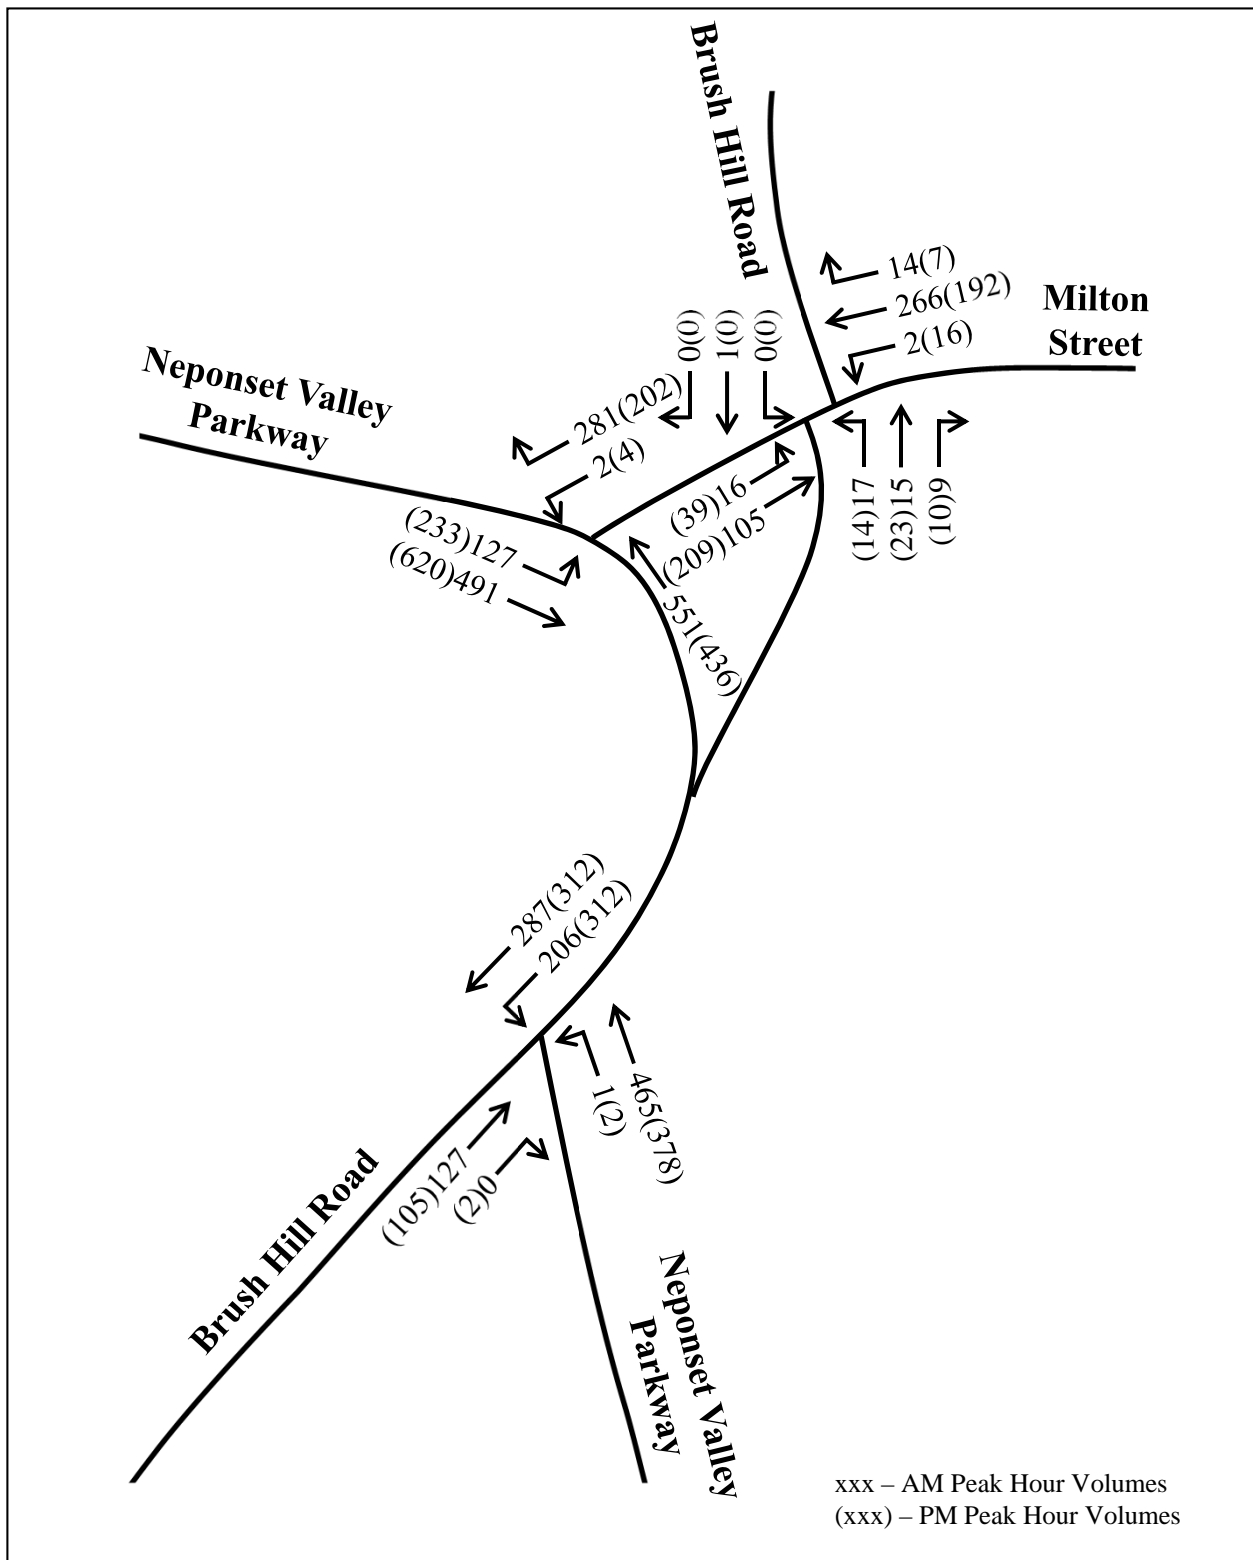 Brush Hill Road
14(7)
266(192)
2(16)
Milton
Street
0(0)
1(0)
0(0)
Neponset Valley
Parkway
281(202)
2(4)
(233)127
(620)491
(39)16
(209)105
551(436)
(14)17
(23)15
(10)9
287(312)
206(312)
1(2)
465(378)
(105)127
(2)0
Brush Hill Road
Neponset Valley
Parkway
xxx – AM Peak Hour Volumes
(xxx) – PM Peak Hour Volumes